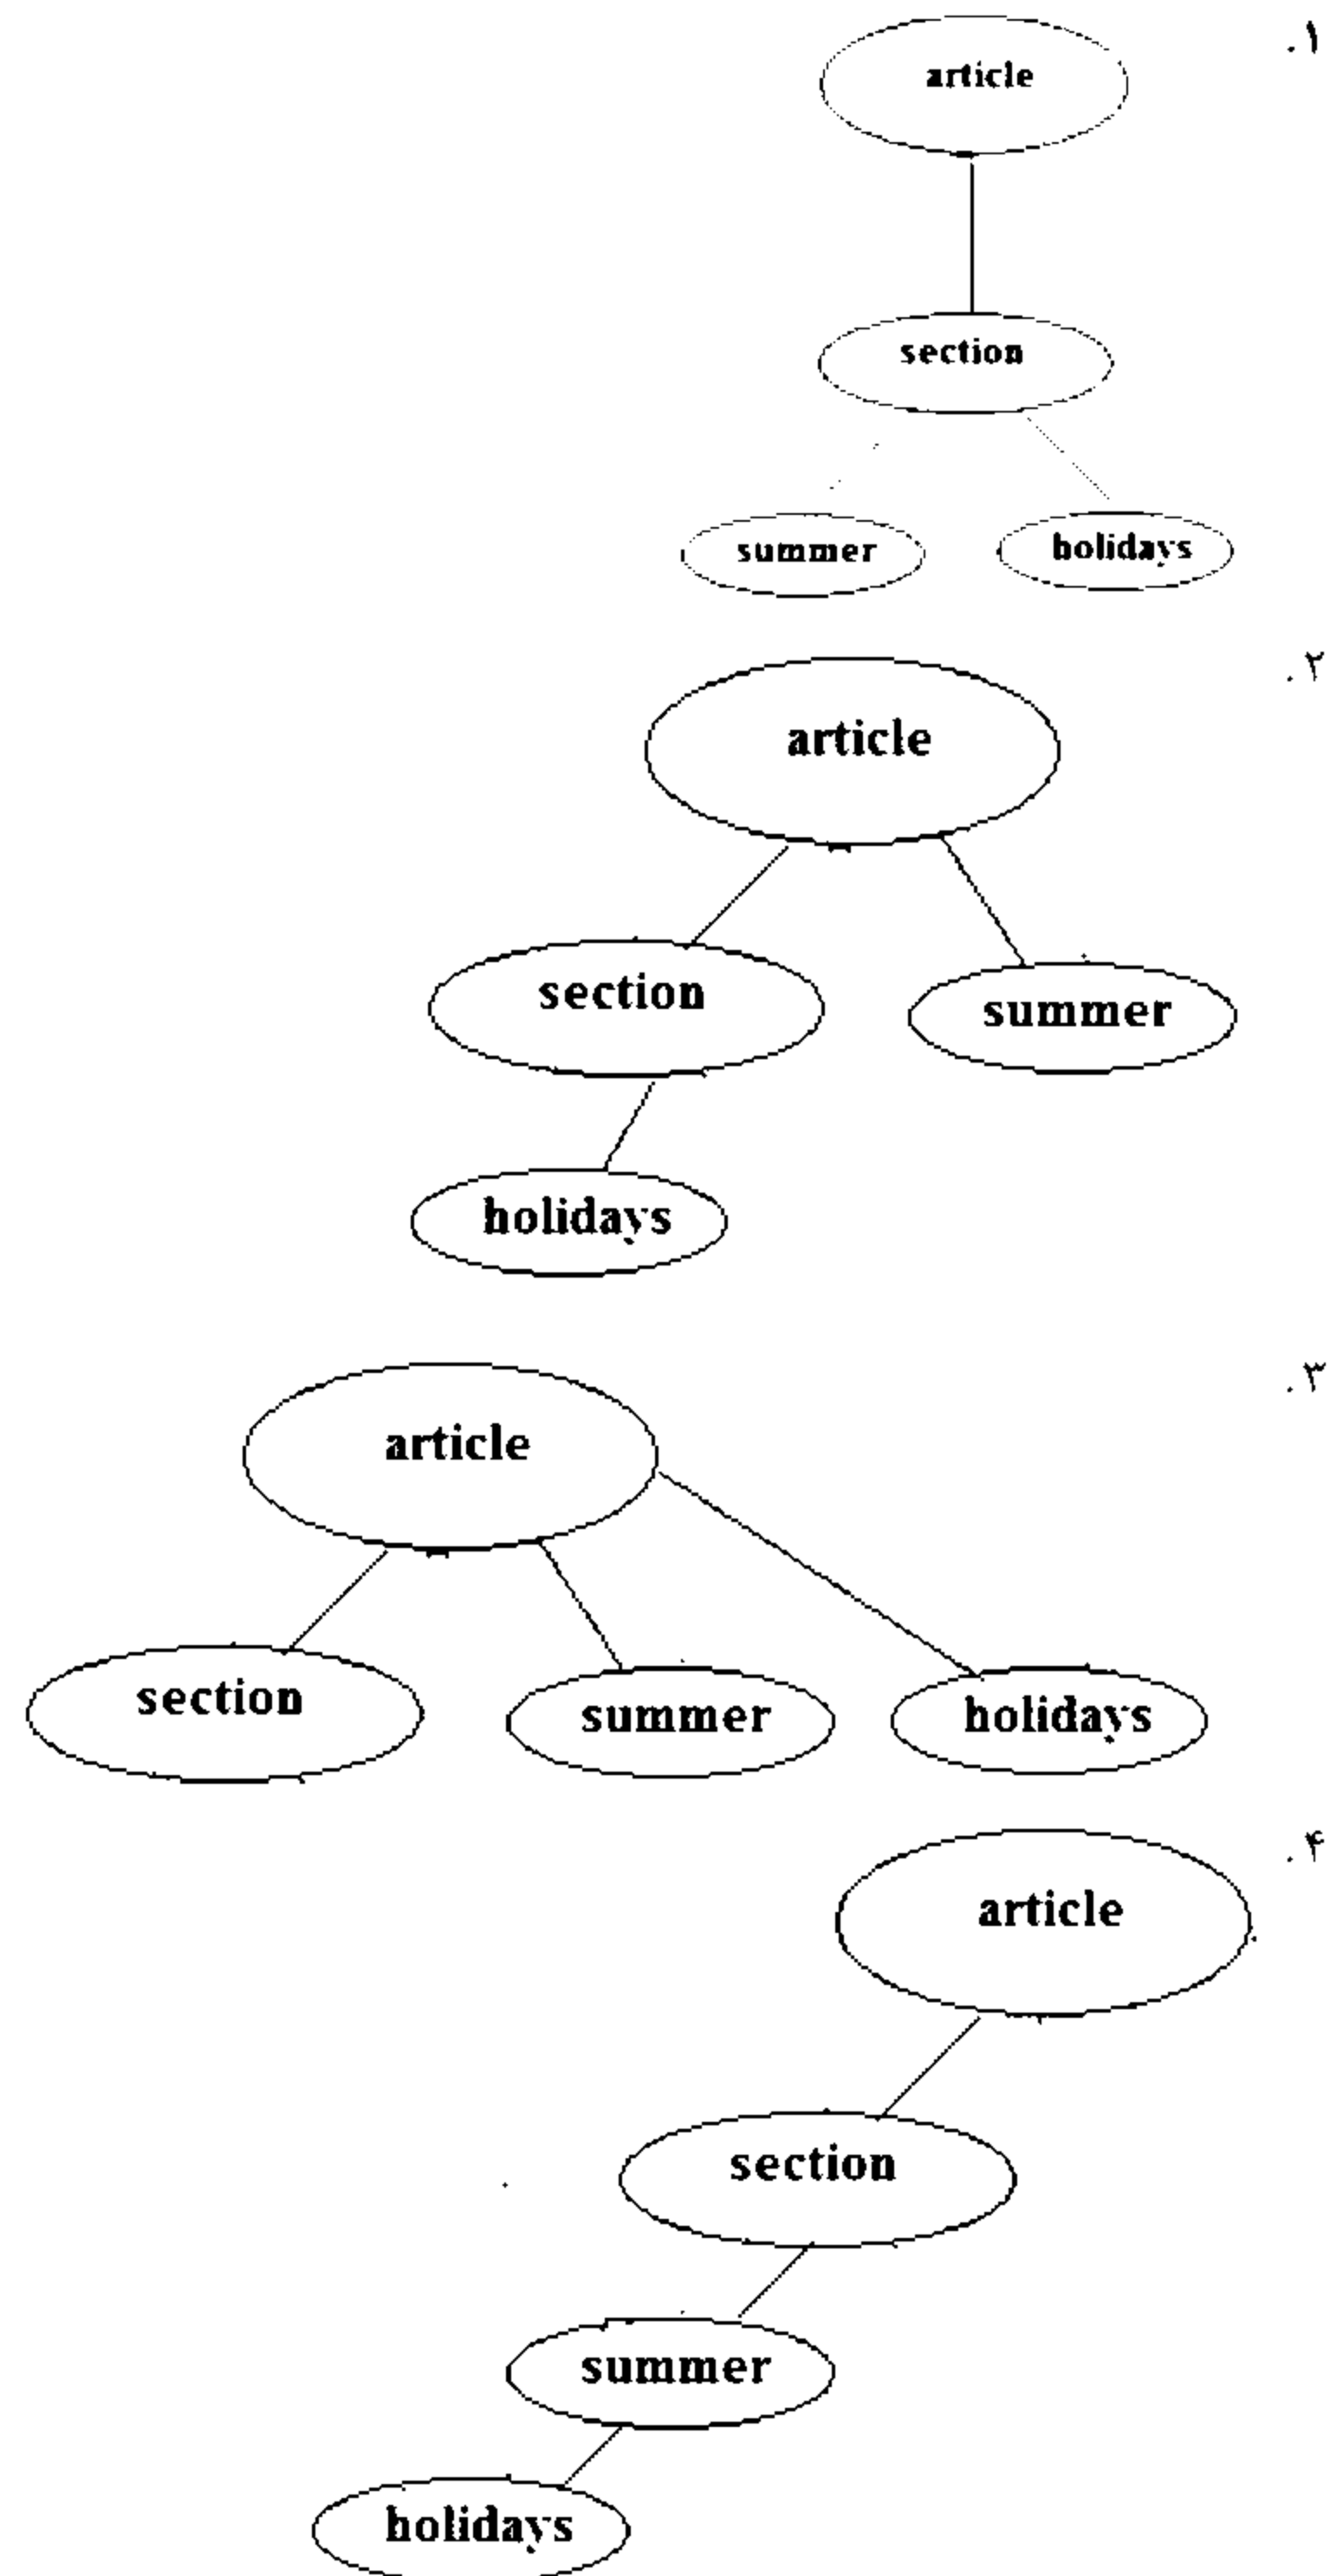 .۱
article
section
summer holidays
.۲
article
section summer
holidays
.۳
article
section summer holidays
.۴
article
section
summer
holidays